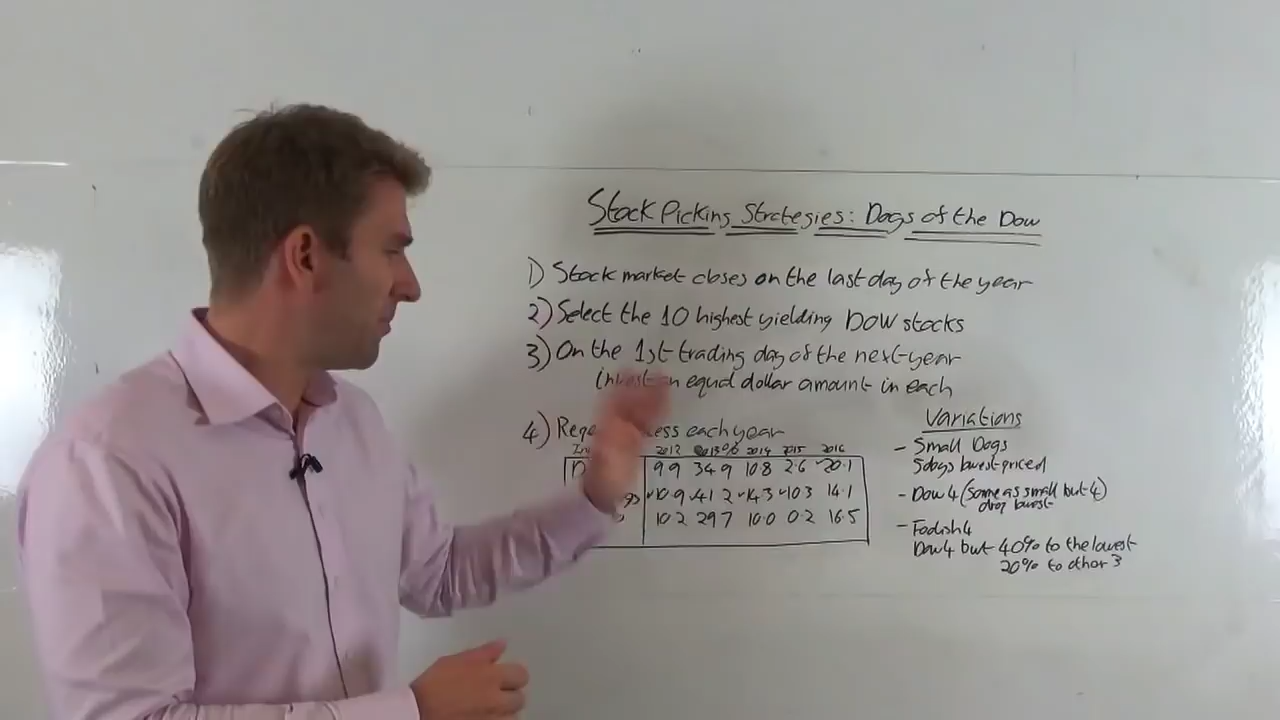 Stock Picking Strategies: Dogs of the Dow
1) Stock market closes on the last day of the year
2) Select the 10 highest yielding DOW stocks
3) On the 1st trading day of the next year
invest an equal dollar amount in each
4) each year
2012 2013% 2014 2015 2016
9.9 34.9 10.8 2.6 20.1
10.9 41.2 14.3 10.3 14.1
10.2 29.7 10.0 0.2 16.5
Variations
- Small Dogs
5 dogs lowest priced
- Dow 4 (same as small but 4)
drop lowest
- Foolish 4
Dow 4 but 40% to the lowest
20% to other 3